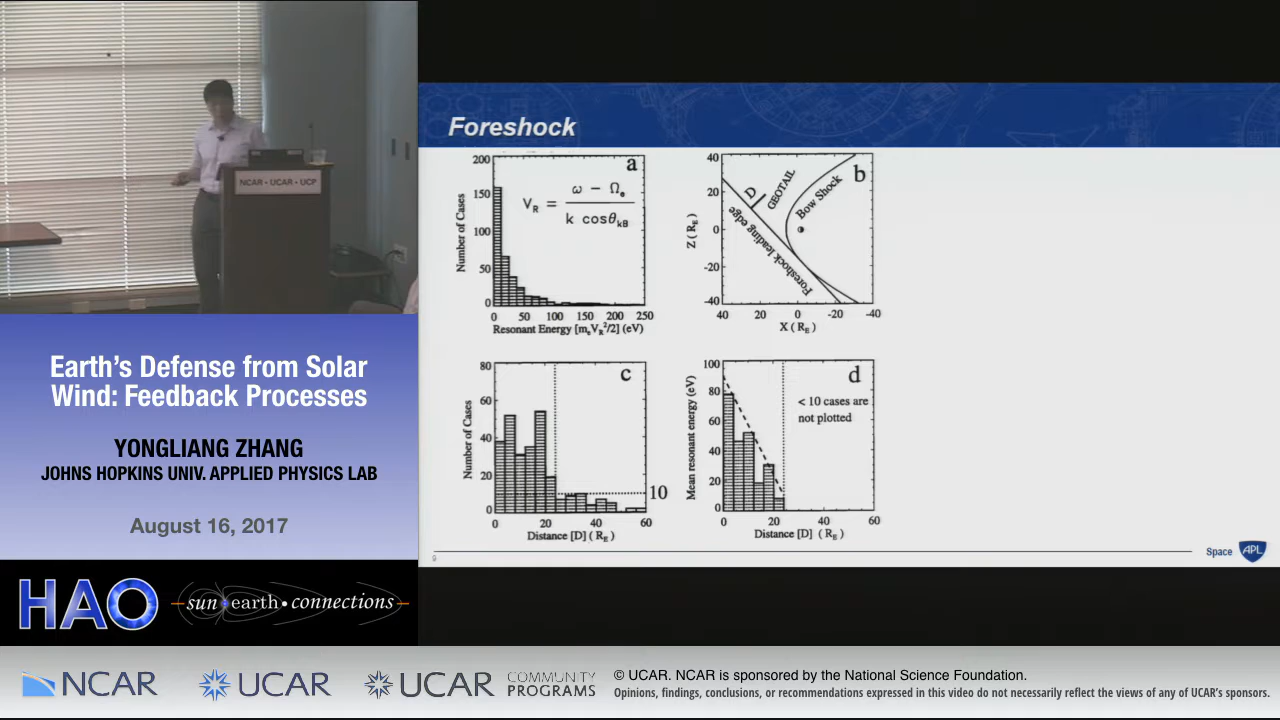 NCAR • UCAR • UCP
Earth's Defense from Solar
Wind: Feedback Processes
YONGLIANG ZHANG
JOHNS HOPKINS UNIV. APPLIED PHYSICS LAB
August 16, 2017
HAO
sun • earth • connections
Foreshock
a
200
150
100
50
0
Number of Cases
V_R = (ω − Ω_e) / (k cosθ_kB)
0 50 100 150 200 250
Resonant Energy [m_eV_R²/2] (eV)
b
40
20
0
-20
-40
Z ( R_E )
D
GEOTAIL
Bow Shock
Foreshock leading edge
40 20 0 -20 -40
X ( R_E )
c
80
60
40
20
0
Number of Cases
10
0 20 40 60
Distance [D] ( R_E )
d
100
80
60
40
20
0
Mean resonant energy (eV)
< 10 cases are
not plotted
0 20 40 60
Distance [D] ( R_E )
9
Space APL
NCAR
UCAR
UCAR COMMUNITY PROGRAMS
© UCAR. NCAR is sponsored by the National Science Foundation.
Opinions, findings, conclusions, or recommendations expressed in this video do not necessarily reflect the views of any of UCAR's sponsors.